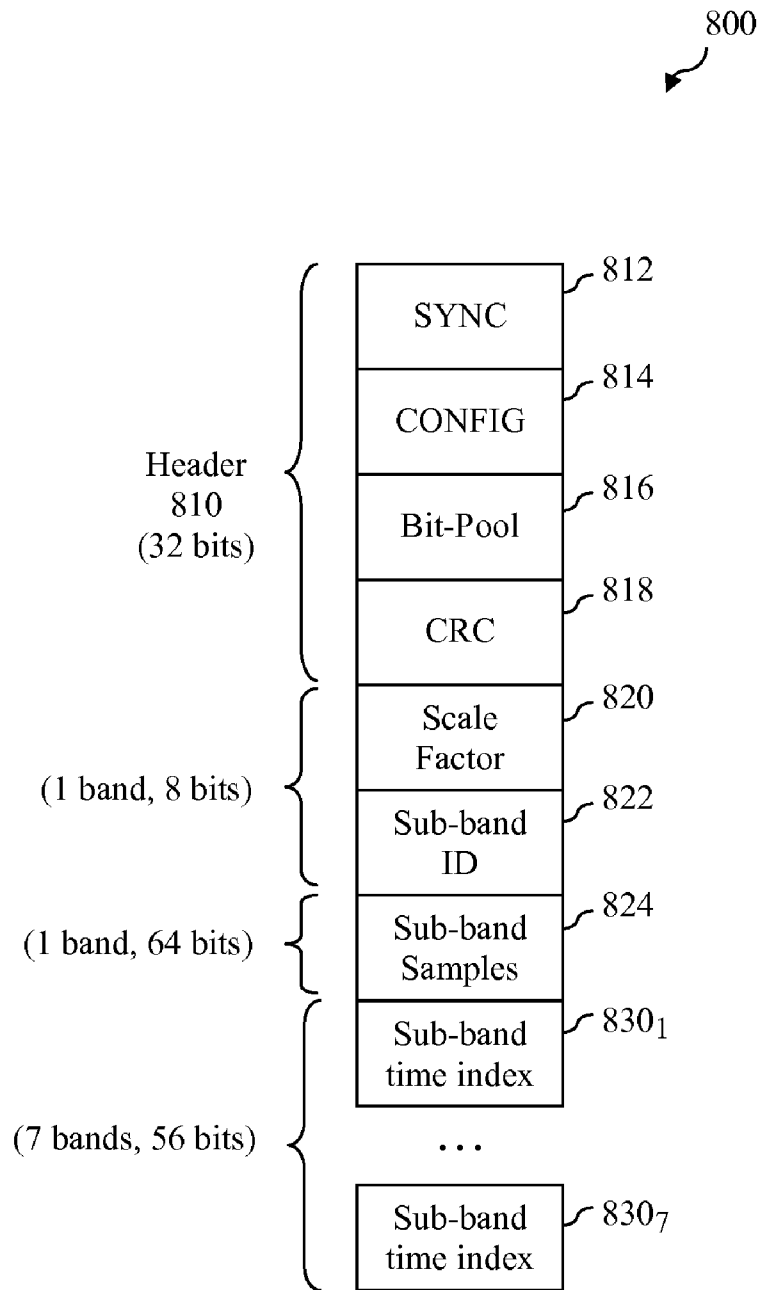 800
812
SYNC
814
CONFIG
Header
810
(32 bits)
816
Bit-Pool
818
CRC
820
Scale
Factor
(1 band, 8 bits)
822
Sub-band
ID
824
(1 band, 64 bits)
Sub-band
Samples
830₁
Sub-band
time index
(7 bands, 56 bits)
...
830₇
Sub-band
time index